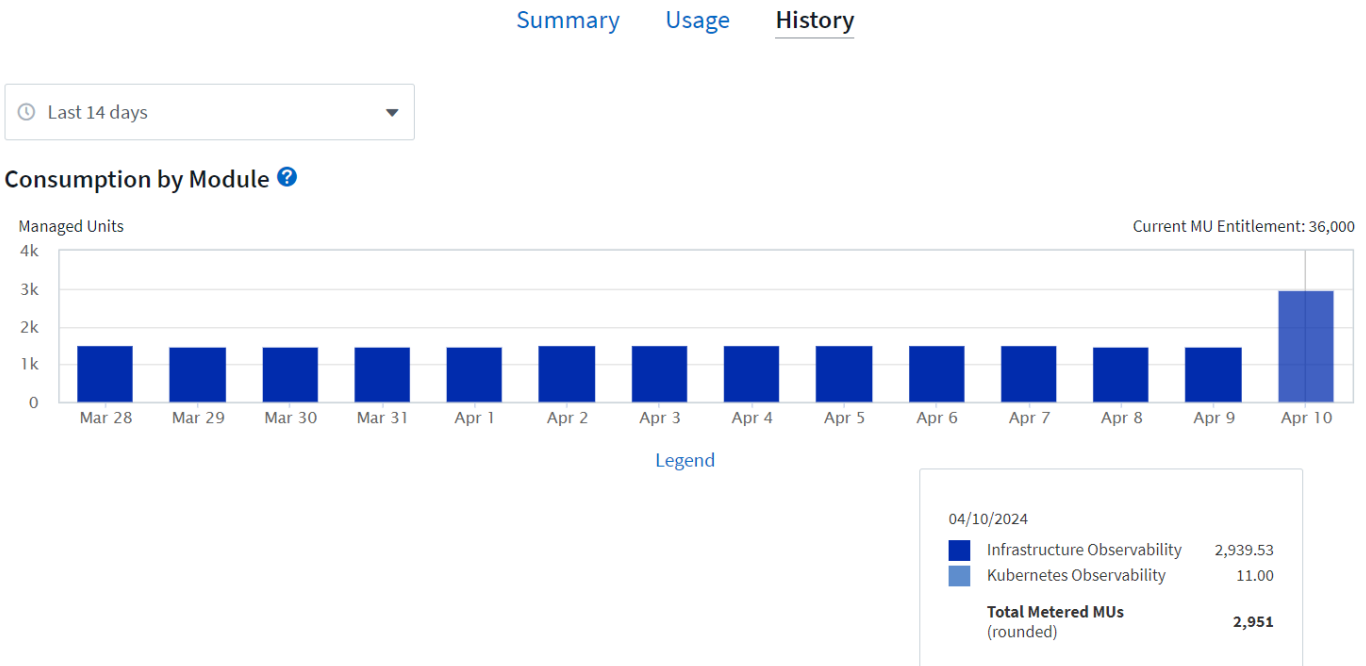 Summary Usage History
Last 14 days
Consumption by Module ?
Managed Units Current MU Entitlement: 36,000
4k
3k
2k
1k
0
Mar 28 Mar 29 Mar 30 Mar 31 Apr 1 Apr 2 Apr 3 Apr 4 Apr 5 Apr 6 Apr 7 Apr 8 Apr 9 Apr 10
Legend
04/10/2024
Infrastructure Observability 2,939.53
Kubernetes Observability 11.00
Total Metered MUs
(rounded) 2,951